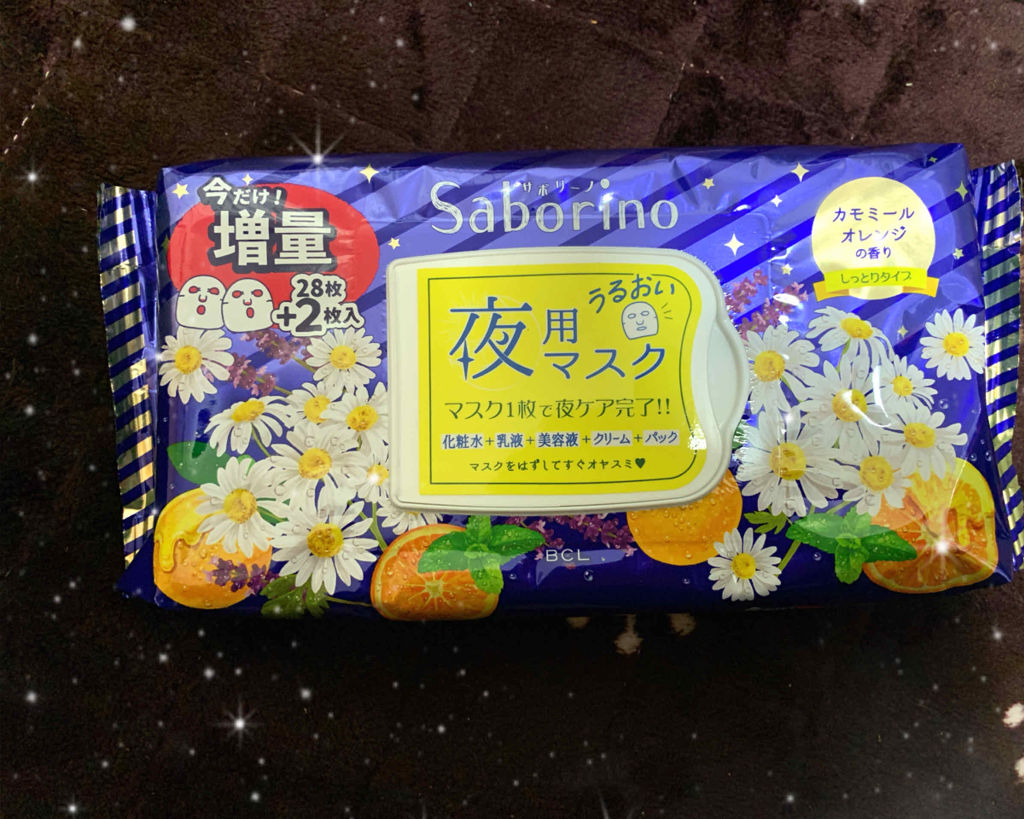 今だけ!
増量
28枚
+2枚入
サボリーノ
Saborino
カモミール
オレンジ
の香り
しっとりタイプ
うるおい
夜用
マスク
マスク1枚で夜ケア完了!!
化粧水+乳液+美容液+クリーム+パック
マスクをはずしてすぐオヤスミ♥
BCL